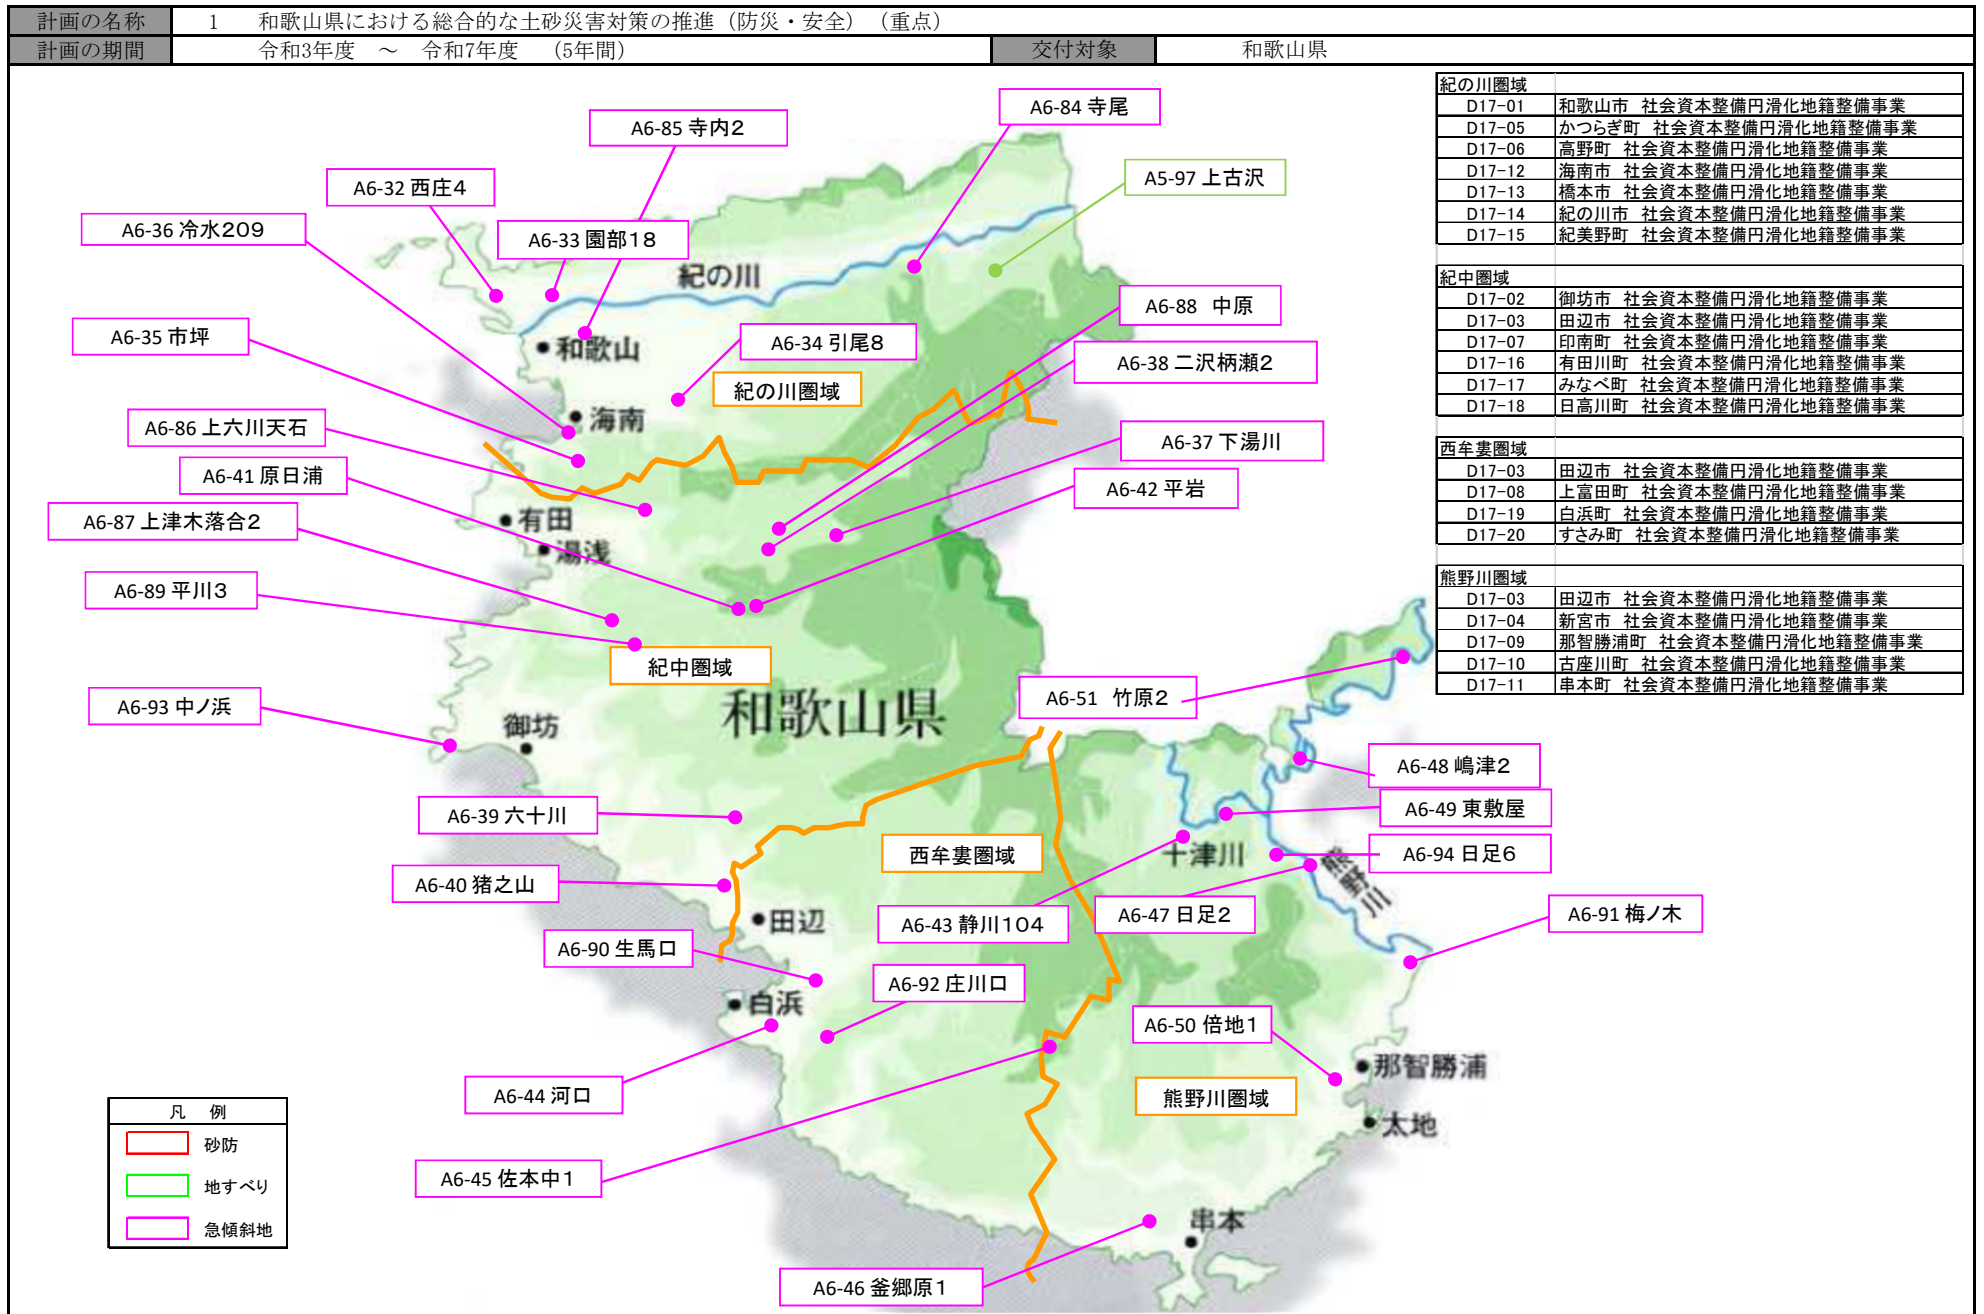 計画の名称 1 和歌山県における総合的な土砂災害対策の推進（防災・安全）（重点）
計画の期間 令和3年度 ～ 令和7年度 （5年間） 交付対象 和歌山県
紀の川圏域
D17-01 和歌山市 社会資本整備円滑化地籍整備事業
D17-05 かつらぎ町 社会資本整備円滑化地籍整備事業
D17-06 高野町 社会資本整備円滑化地籍整備事業
D17-12 海南市 社会資本整備円滑化地籍整備事業
D17-13 橋本市 社会資本整備円滑化地籍整備事業
D17-14 紀の川市 社会資本整備円滑化地籍整備事業
D17-15 紀美野町 社会資本整備円滑化地籍整備事業
紀中圏域
D17-02 御坊市 社会資本整備円滑化地籍整備事業
D17-03 田辺市 社会資本整備円滑化地籍整備事業
D17-07 印南町 社会資本整備円滑化地籍整備事業
D17-16 有田川町 社会資本整備円滑化地籍整備事業
D17-17 みなべ町 社会資本整備円滑化地籍整備事業
D17-18 日高川町 社会資本整備円滑化地籍整備事業
西牟婁圏域
D17-03 田辺市 社会資本整備円滑化地籍整備事業
D17-08 上富田町 社会資本整備円滑化地籍整備事業
D17-19 白浜町 社会資本整備円滑化地籍整備事業
D17-20 すさみ町 社会資本整備円滑化地籍整備事業
熊野川圏域
D17-03 田辺市 社会資本整備円滑化地籍整備事業
D17-04 新宮市 社会資本整備円滑化地籍整備事業
D17-09 那智勝浦町 社会資本整備円滑化地籍整備事業
D17-10 古座川町 社会資本整備円滑化地籍整備事業
D17-11 串本町 社会資本整備円滑化地籍整備事業
A6-84 寺尾
A6-85 寺内2
A5-97 上古沢
A6-32 西庄4
A6-36 冷水209
A6-33 園部18
紀の川
A6-88 中原
A6-35 市坪
A6-34 引尾8
和歌山
A6-38 二沢柄瀬2
紀の川圏域
海南
A6-86 上六川天石
A6-37 下湯川
A6-41 原日浦
A6-42 平岩
A6-87 上津木落合2
有田
湯浅
A6-89 平川3
紀中圏域
A6-51 竹原2
A6-93 中ノ浜
和歌山県
御坊
A6-48 嶋津2
A6-49 東敷屋
A6-39 六十川
西牟婁圏域
十津川
A6-94 日足6
熊野川
A6-40 猪之山
A6-47 日足2
A6-91 梅ノ木
田辺
A6-43 静川104
A6-90 生馬口
A6-92 庄川口
白浜
A6-50 倍地1
那智勝浦
A6-44 河口
熊野川圏域
太地
凡 例
砂防
地すべり
急傾斜地
A6-45 佐本中1
串本
A6-46 釜郷原1